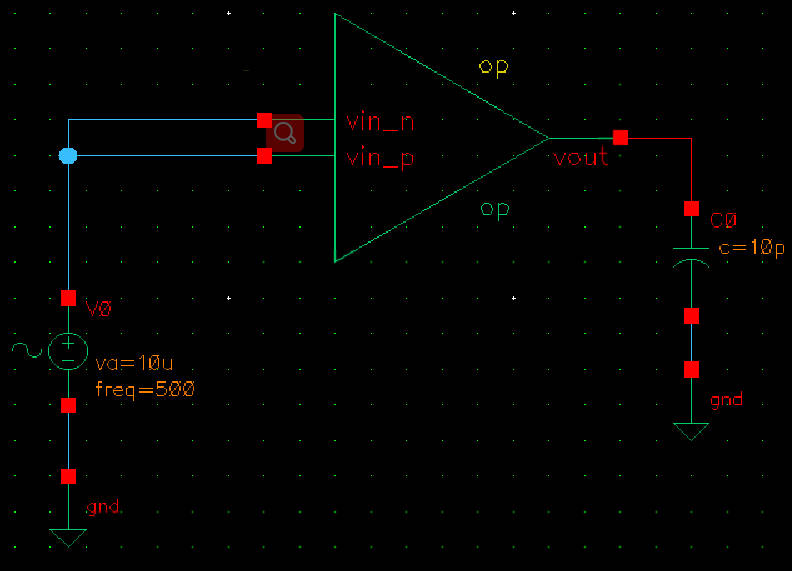 op
vin_n
vin_p
vout
op
C0
c=10p
V0
va=10u
freq=500
gnd
gnd